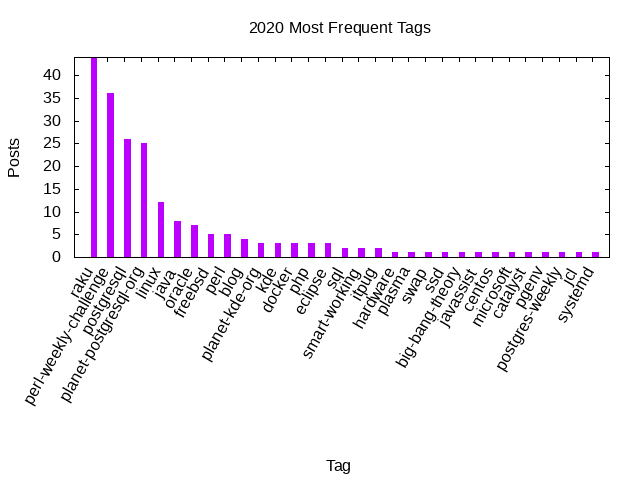 2020 Most Frequent Tags
Posts
40
35
30
25
20
15
10
5
0
raku
perl-weekly-challenge
postgresql
planet-postgresql-org
linux
java
oracle
freebsd
perl
blog
planet-kde-org
kde
docker
php
eclipse
sql
smart-working
itpug
hardware
plasma
swap
ssd
big-bang-theory
javassist
centos
microsoft
catalyst
pgenv
postgres-weekly
jcl
systemd
Tag